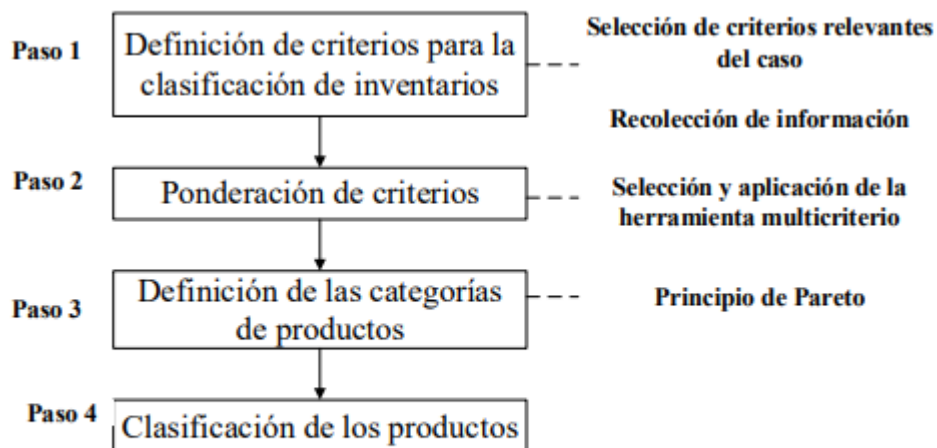 Paso 1
Definición de criterios para la
clasificación de inventarios
Selección de criterios relevantes
del caso
Recolección de información
Paso 2
Ponderación de criterios
Selección y aplicación de la
herramienta multicriterio
Paso 3
Definición de las categorías
de productos
Principio de Pareto
Paso 4
Clasificación de los productos